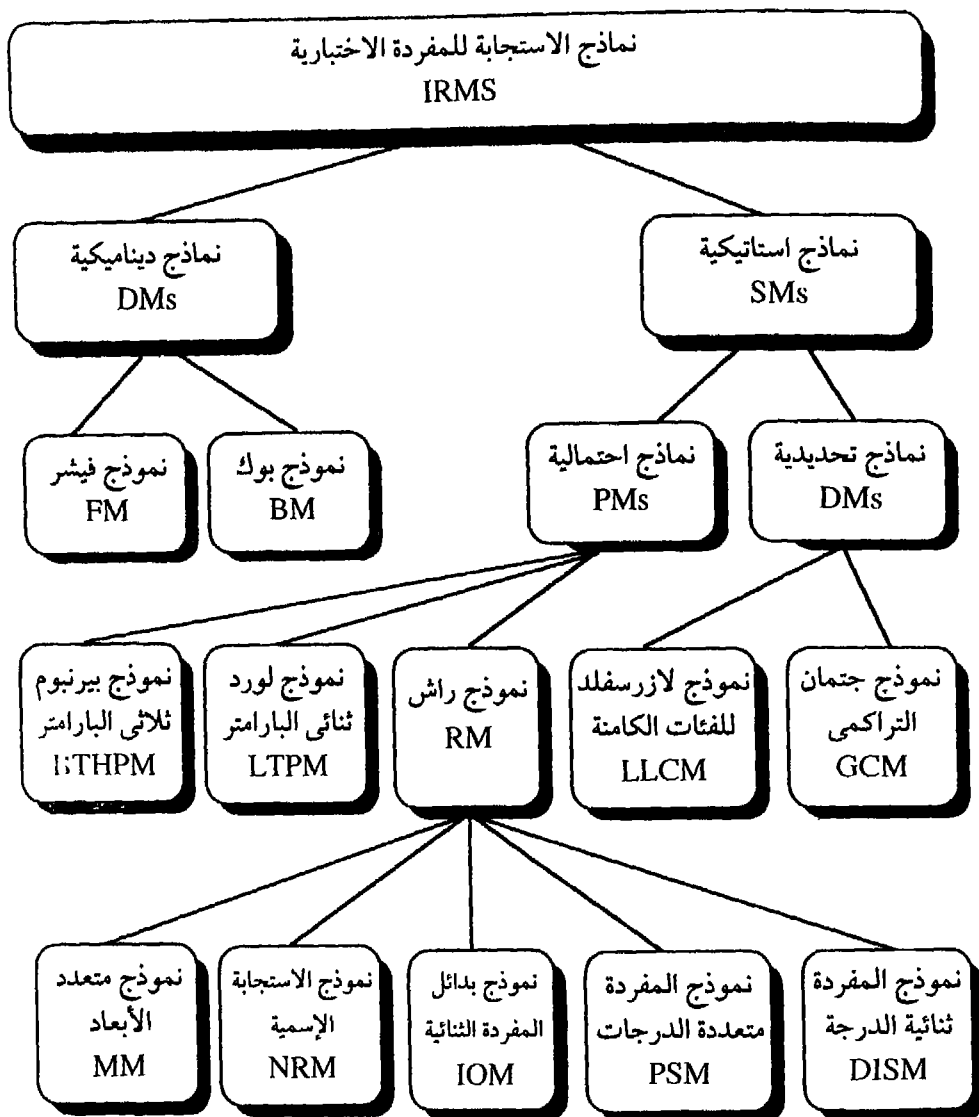 نماذج الاستجابة للمفردة الاختبارية
IRMS
نماذج استاتيكية
SMs
نماذج ديناميكية
DMs
نماذج تحديدية
DMs
نماذج احتمالية
PMs
نموذج بوك
BM
نموذج فيشر
FM
نموذج جتمان
التراكمى
GCM
نموذج لازرسفلد
للفئات الكامنة
LLCM
نموذج راش
RM
نموذج لورد
ثنائى البارامتر
LTPM
نموذج بيرنبوم
ثلاثى البارامتر
نموذج المفردة
ثنائية الدرجة
DISM
نموذج المفردة
متعددة الدرجات
PSM
نموذج بدائل
المفردة الثنائية
IOM
نموذج الاستجابة
الإسمية
NRM
نموذج متعدد
الأبعاد
MM